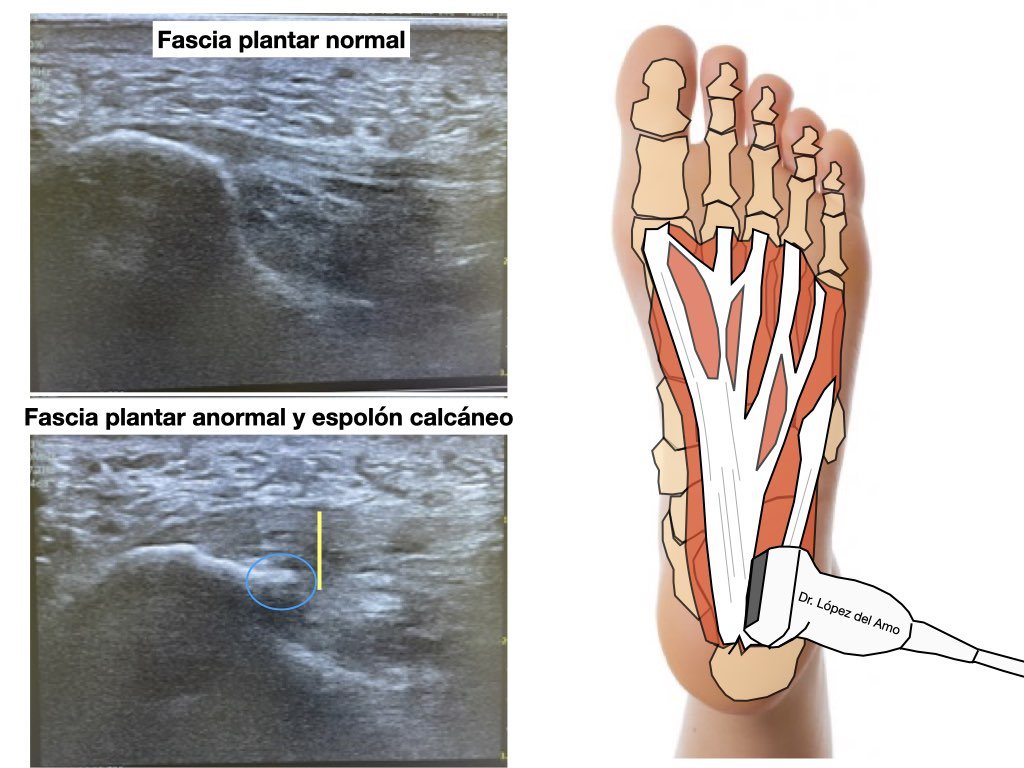 Fascia plantar normal
Fascia plantar anormal y espolón calcáneo
Dr. López del Amo